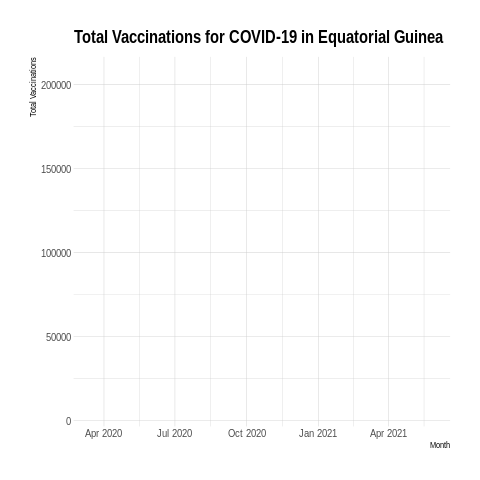 Total Vaccinations for COVID-19 in Equatorial Guinea
Total Vaccinations
200000
150000
100000
50000
0
Apr 2020 Jul 2020 Oct 2020 Jan 2021 Apr 2021
Month